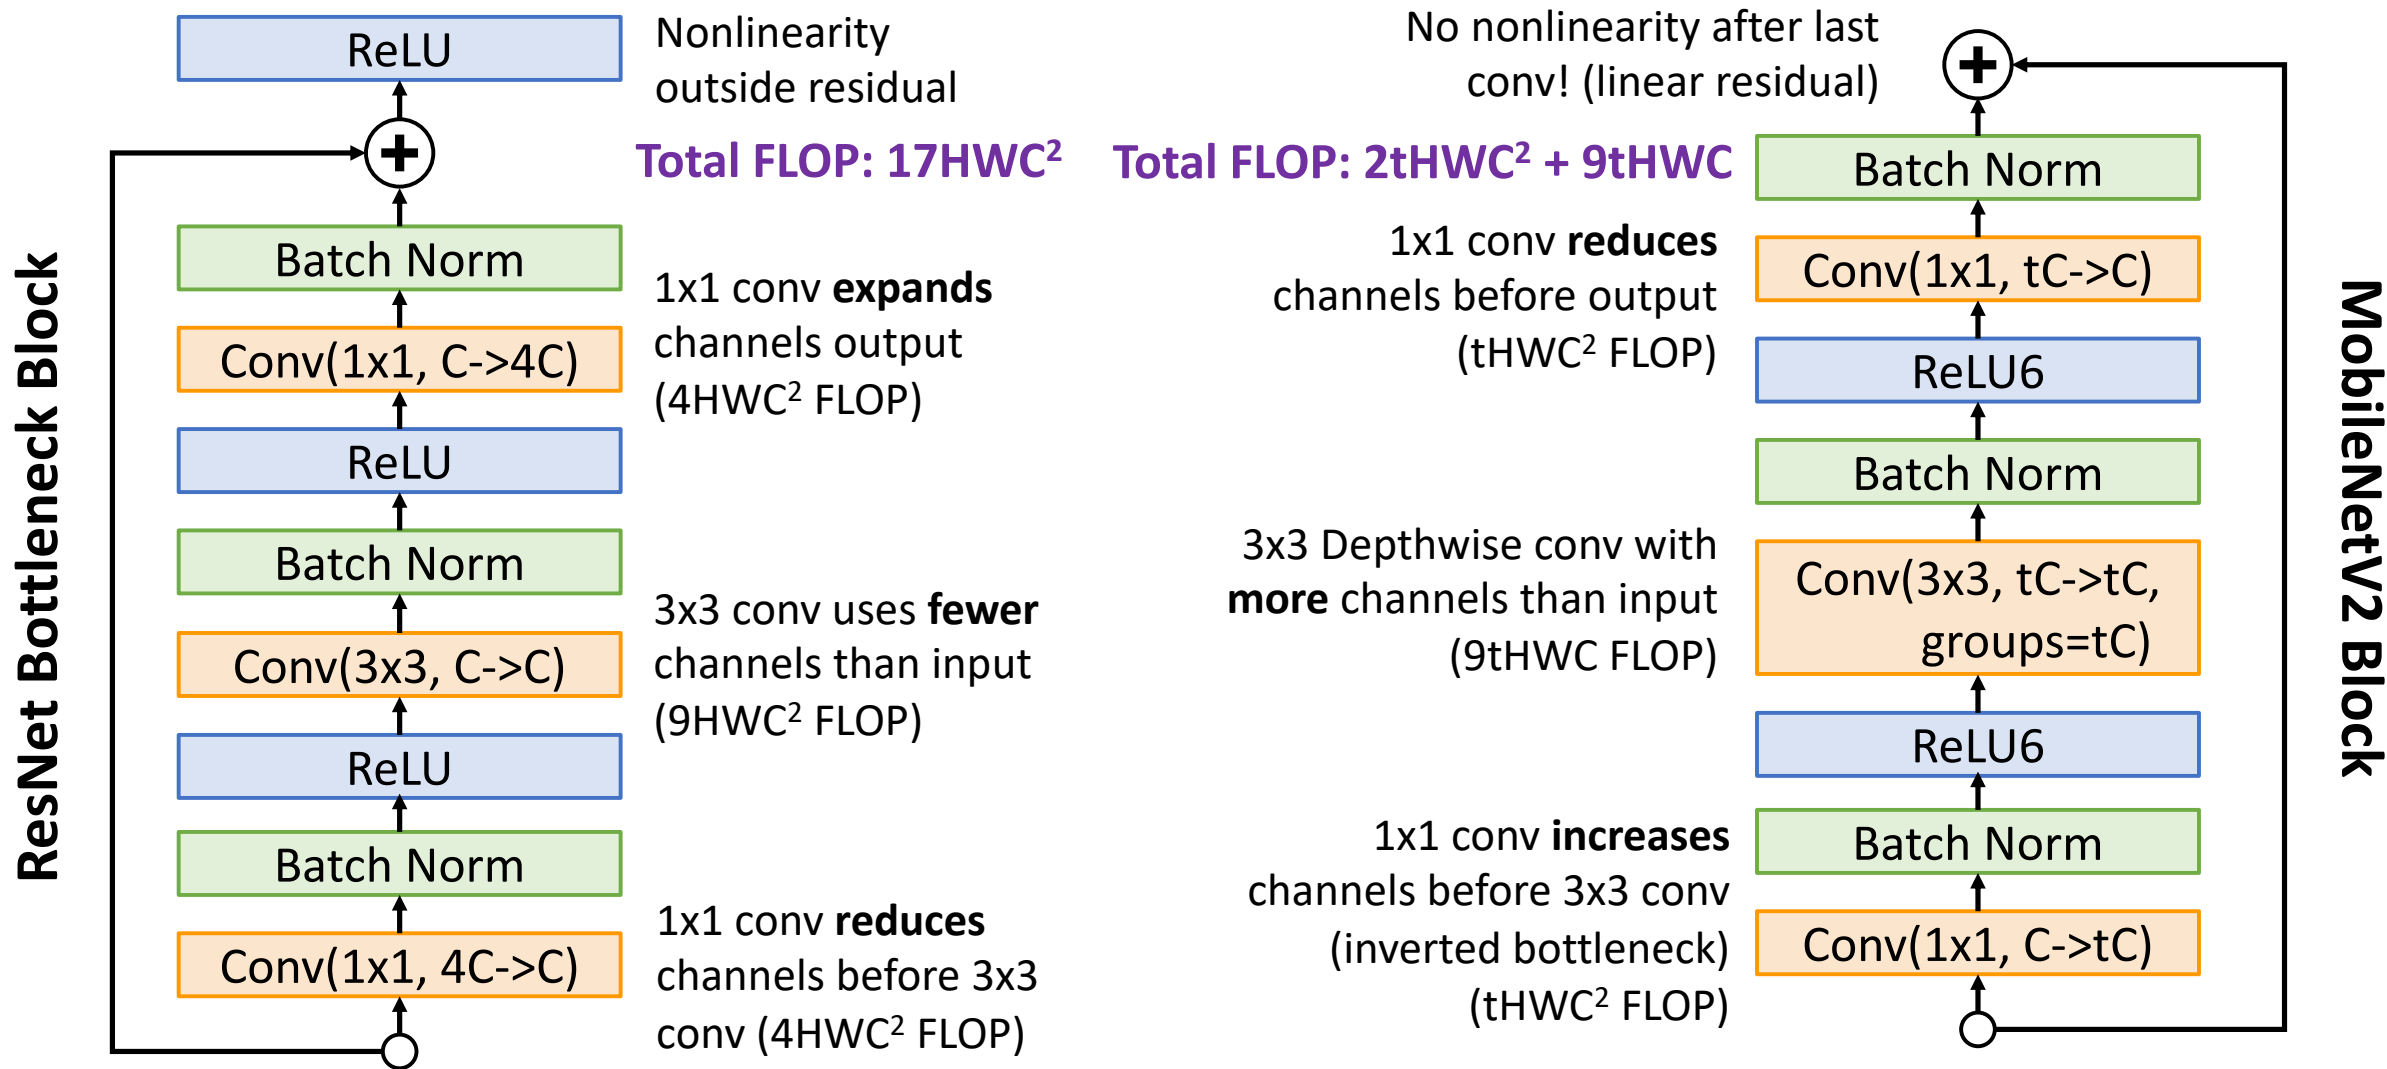 ResNet Bottleneck Block
ReLU
Batch Norm
Conv(1x1, C->4C)
ReLU
Batch Norm
Conv(3x3, C->C)
ReLU
Batch Norm
Conv(1x1, 4C->C)
Nonlinearity
outside residual
Total FLOP: 17HWC²
1x1 conv expands
channels output
(4HWC² FLOP)
3x3 conv uses fewer
channels than input
(9HWC² FLOP)
1x1 conv reduces
channels before 3x3
conv (4HWC² FLOP)
No nonlinearity after last
conv! (linear residual)
Total FLOP: 2tHWC² + 9tHWC
1x1 conv reduces
channels before output
(tHWC² FLOP)
3x3 Depthwise conv with
more channels than input
(9tHWC FLOP)
1x1 conv increases
channels before 3x3 conv
(inverted bottleneck)
(tHWC² FLOP)
Batch Norm
Conv(1x1, tC->C)
ReLU6
Batch Norm
Conv(3x3, tC->tC,
groups=tC)
ReLU6
Batch Norm
Conv(1x1, C->tC)
MobileNetV2 Block